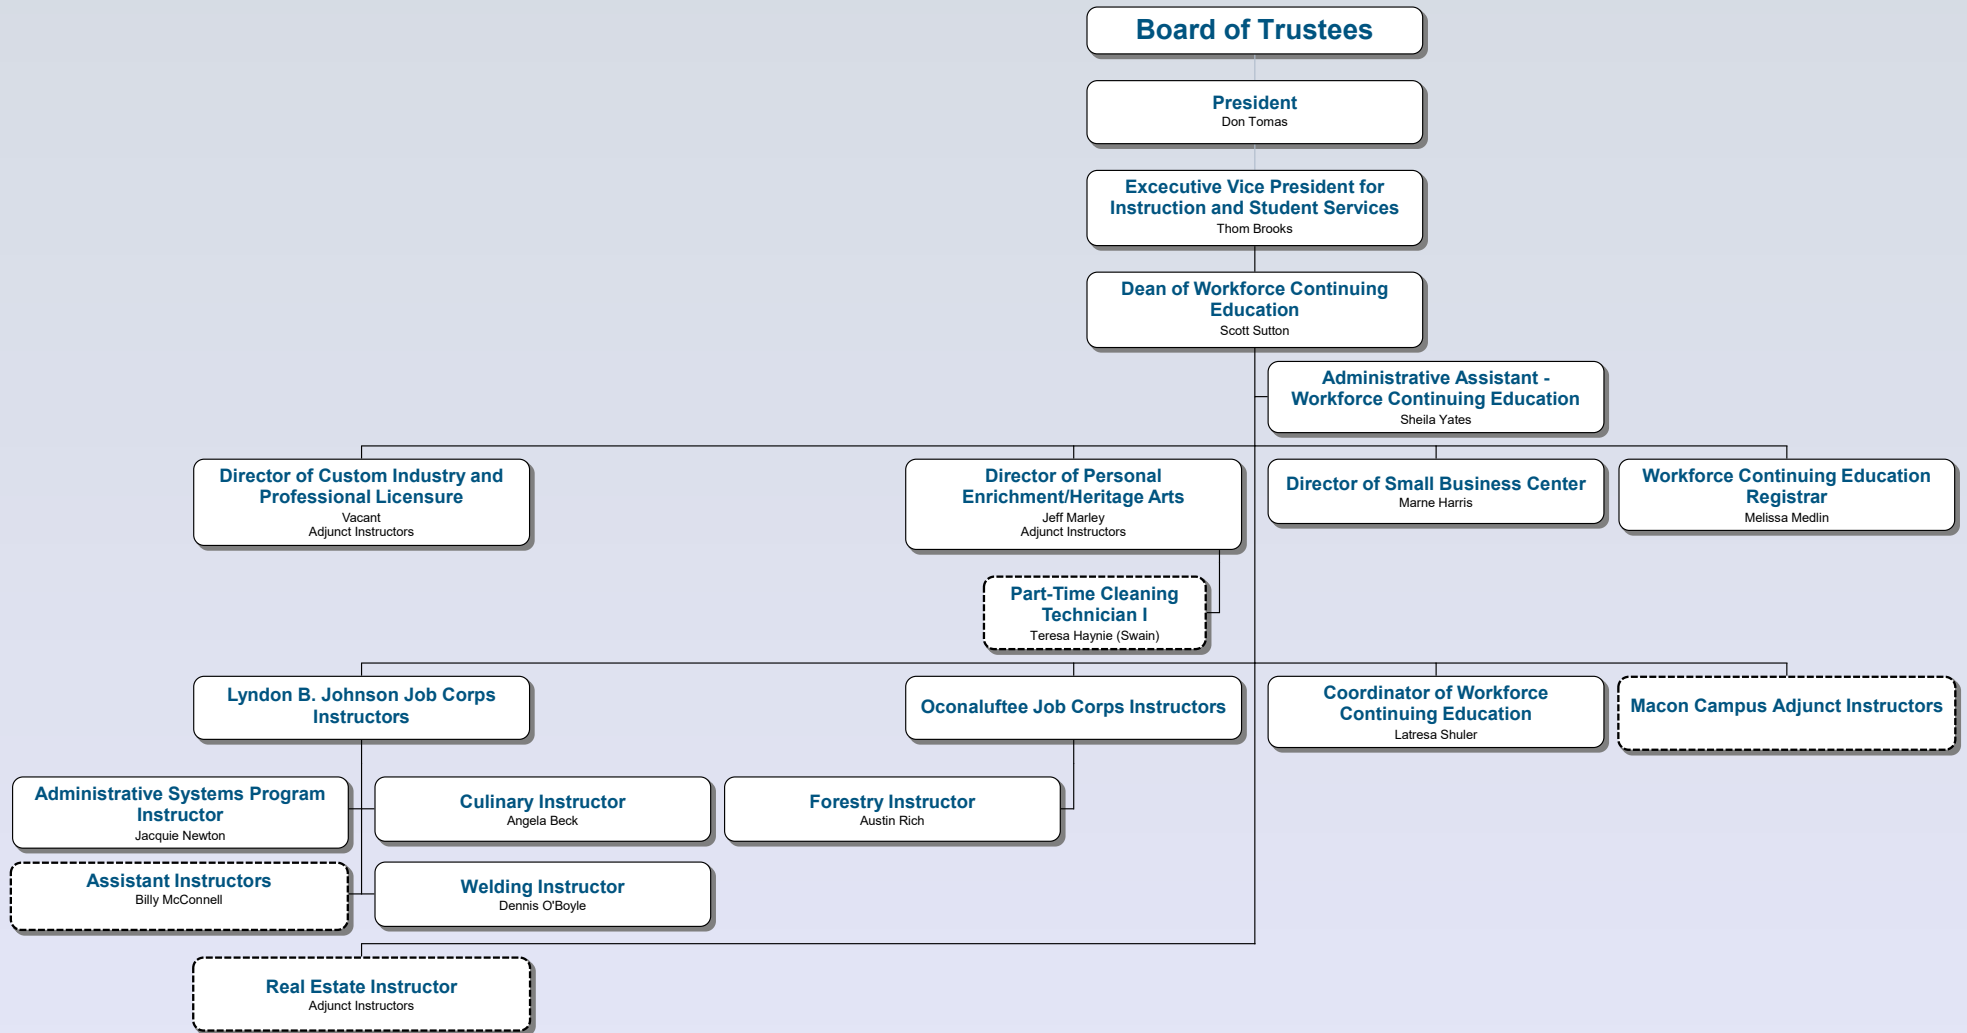 Board of Trustees
President
Don Tomas
Excecutive Vice President for
Instruction and Student Services
Thom Brooks
Dean of Workforce Continuing
Education
Scott Sutton
Administrative Assistant -
Workforce Continuing Education
Sheila Yates
Director of Custom Industry and
Professional Licensure
Vacant
Adjunct Instructors
Director of Personal
Enrichment/Heritage Arts
Jeff Marley
Adjunct Instructors
Director of Small Business Center
Marne Harris
Workforce Continuing Education
Registrar
Melissa Medlin
Part-Time Cleaning
Technician I
Teresa Haynie (Swain)
Lyndon B. Johnson Job Corps
Instructors
Oconaluftee Job Corps Instructors
Coordinator of Workforce
Continuing Education
Latresa Shuler
Macon Campus Adjunct Instructors
Administrative Systems Program
Instructor
Jacquie Newton
Culinary Instructor
Angela Beck
Forestry Instructor
Austin Rich
Assistant Instructors
Billy McConnell
Welding Instructor
Dennis O'Boyle
Real Estate Instructor
Adjunct Instructors